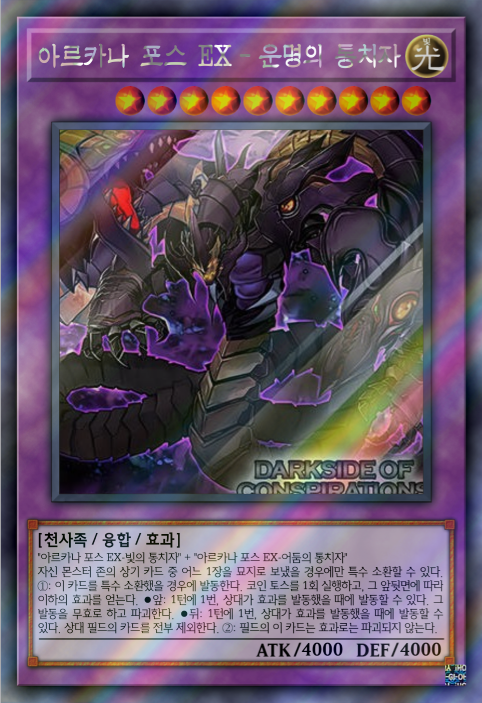 아르카나 포스 EX - 운명의 통치자
光
DARKSIDE OF
CONSPIRATIONS
[천사족 / 융합 / 효과]
"아르카나 포스 EX-빛의 통치자" + "아르카나 포스 EX-어둠의 통치자"
자신 몬스터 존의 상기 카드 중 어느 1장을 묘지로 보냈을 경우에만 특수 소환할 수 있다.
①: 이 카드를 특수 소환했을 경우에 발동한다. 코인 토스를 1회 실행하고, 그 앞뒷면에 따라
이하의 효과를 얻는다. ●앞: 1턴에 1번, 상대가 효과를 발동했을 때에 발동할 수 있다. 그
발동을 무효로 하고 파괴한다. ●뒤: 1턴에 1번, 상대가 효과를 발동했을 때에 발동할 수
있다. 상대 필드의 카드를 전부 제외한다. ②: 필드의 이 카드는 효과로는 파괴되지 않는다.
ATK/4000 DEF/4000